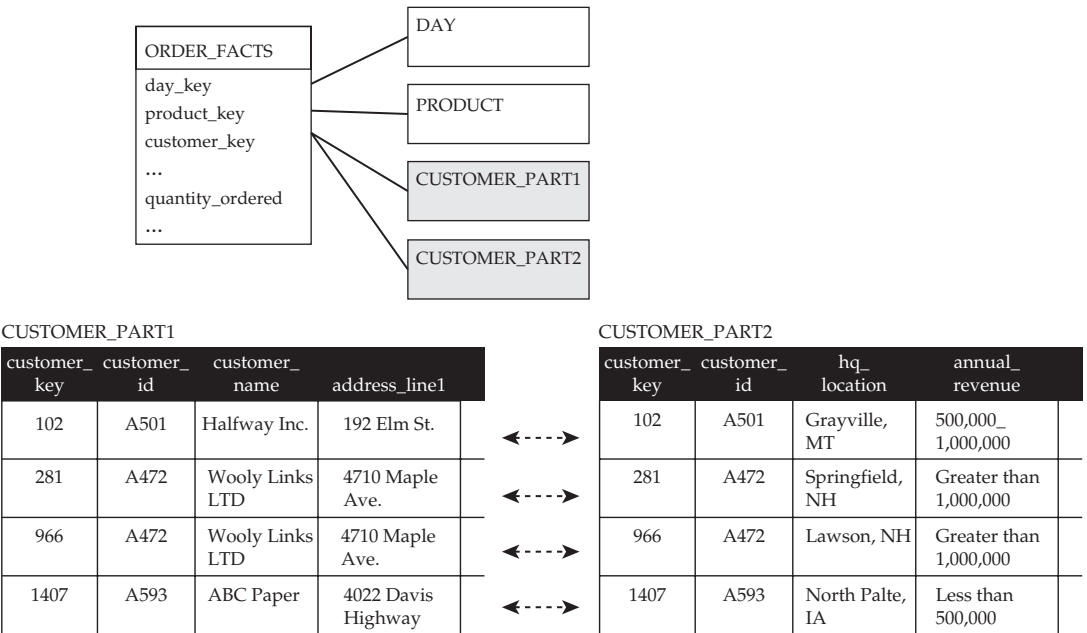 ORDER_FACTS
day_key
product_key
customer_key
...
quantity_ordered
...
DAY
PRODUCT
CUSTOMER_PART1
CUSTOMER_PART2
CUSTOMER_PART1
customer_ customer_ customer_
key id name address_line1
102 A501 Halfway Inc. 192 Elm St.
281 A472 Wooly Links 4710 Maple
LTD Ave.
966 A472 Wooly Links 4710 Maple
LTD Ave.
1407 A593 ABC Paper 4022 Davis
Highway
CUSTOMER_PART2
customer_ customer_ hq_ annual_
key id location revenue
102 A501 Grayville, 500,000_
MT 1,000,000
281 A472 Springfield, Greater than
NH 1,000,000
966 A472 Lawson, NH Greater than
1,000,000
1407 A593 North Palte, Less than
IA 500,000